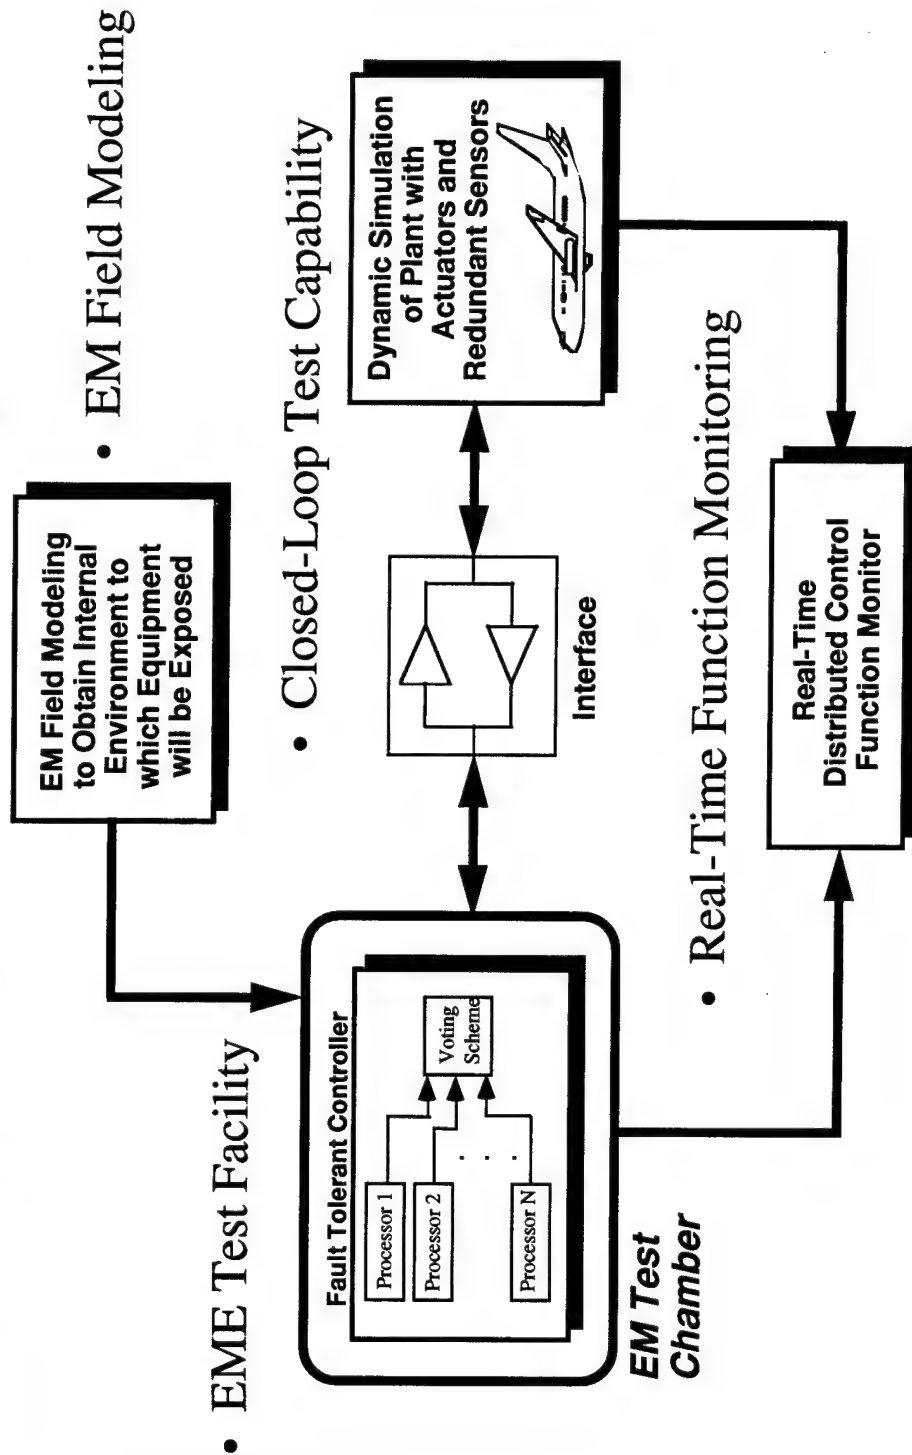 • EM Field Modeling
EM Field Modeling
to Obtain Internal
Environment to
which Equipment
will be Exposed
• EME Test Facility
• Closed-Loop Test Capability
Fault Tolerant Controller
Processor 1
Processor 2
. . .
Processor N
Voting
Scheme
EM Test
Chamber
Interface
Dynamic Simulation
of Plant with
Actuators and
Redundant Sensors
• Real-Time Function Monitoring
Real-Time
Distributed Control
Function Monitor